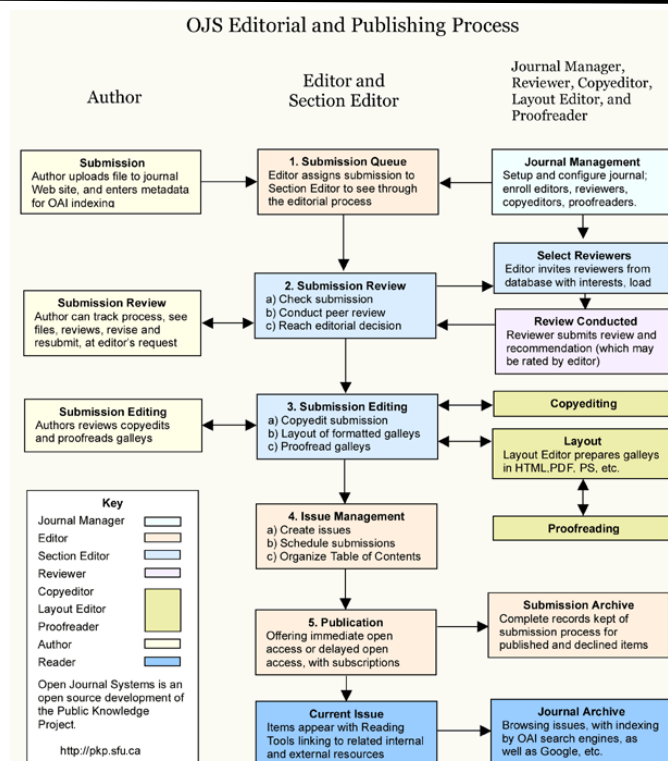 OJS Editorial and Publishing Process
Author
Editor and
Section Editor
Journal Manager,
Reviewer, Copyeditor,
Layout Editor, and
Proofreader
Submission
Author uploads file to journal
Web site, and enters metadata
for OAI indexing
1. Submission Queue
Editor assigns submission to
Section Editor to see through
the editorial process
Journal Management
Setup and configure journal;
enroll editors, reviewers,
copyeditors, proofreaders.
Select Reviewers
Editor invites reviewers from
database with interests, load
Submission Review
Author can track process, see
files, reviews, revise and
resubmit, at editor's request
2. Submission Review
a) Check submission
b) Conduct peer review
c) Reach editorial decision
Review Conducted
Reviewer submits review and
recommendation (which may
be rated by editor)
Submission Editing
Authors reviews copyedits
and proofreads galleys
3. Submission Editing
a) Copyedit submission
b) Layout of formatted galleys
c) Proofread galleys
Copyediting
Layout
Layout Editor prepares galleys
in HTML.PDF. PS, etc.
Proofreading
Key
Journal Manager
Editor
Section Editor
Reviewer
Copyeditor
Layout Editor
Proofreader
Author
Reader
Open Journal Systems is an
open source development of
the Public Knowledge
Project.
http://pkp.sfu.ca
4. Issue Management
a) Create issues
b) Schedule submissions
c) Organize Table of Contents
5. Publication
Offering immediate open
access or delayed open
access, with subscriptions
Submission Archive
Complete records kept of
submission process for
published and declined items
Current Issue
Items appear with Reading
Tools linking to related internal
and external resources
Journal Archive
Browsing issues, with indexing
by OAI search engines, as
well as Google, etc.